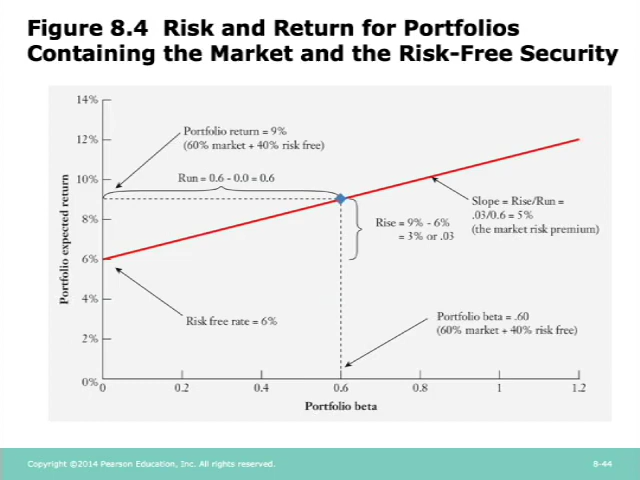 Figure 8.4 Risk and Return for Portfolios
Containing the Market and the Risk-Free Security
14%
12%
10%
8%
6%
4%
2%
0%
Portfolio expected return
Portfolio return = 9%
(60% market + 40% risk free)
Run = 0.6 - 0.0 = 0.6
Rise = 9% - 6%
= 3% or .03
Slope = Rise/Run =
.03/0.6 = 5%
(the market risk premium)
Risk free rate = 6%
Portfolio beta = .60
(60% market + 40% risk free)
0 0.2 0.4 0.6 0.8 1 1.2
Portfolio beta
Copyright ©2014 Pearson Education, Inc. All rights reserved.
8-44